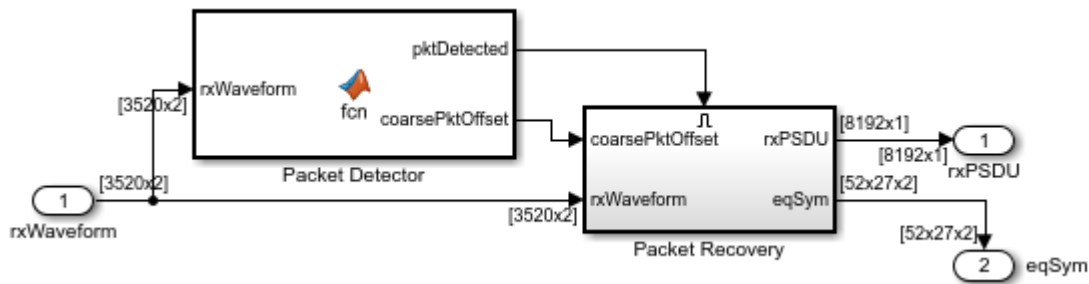 pktDetected
rxWaveform
[3520x2]
fcn
coarsePktOffset
Packet Detector
coarsePktOffset
rxPSDU
[8192x1]
1
[8192x1]
rxPSDU
[3520x2]
1
rxWaveform
rxWaveform
[3520x2]
eqSym
[52x27x2]
[52x27x2]
Packet Recovery
2
eqSym